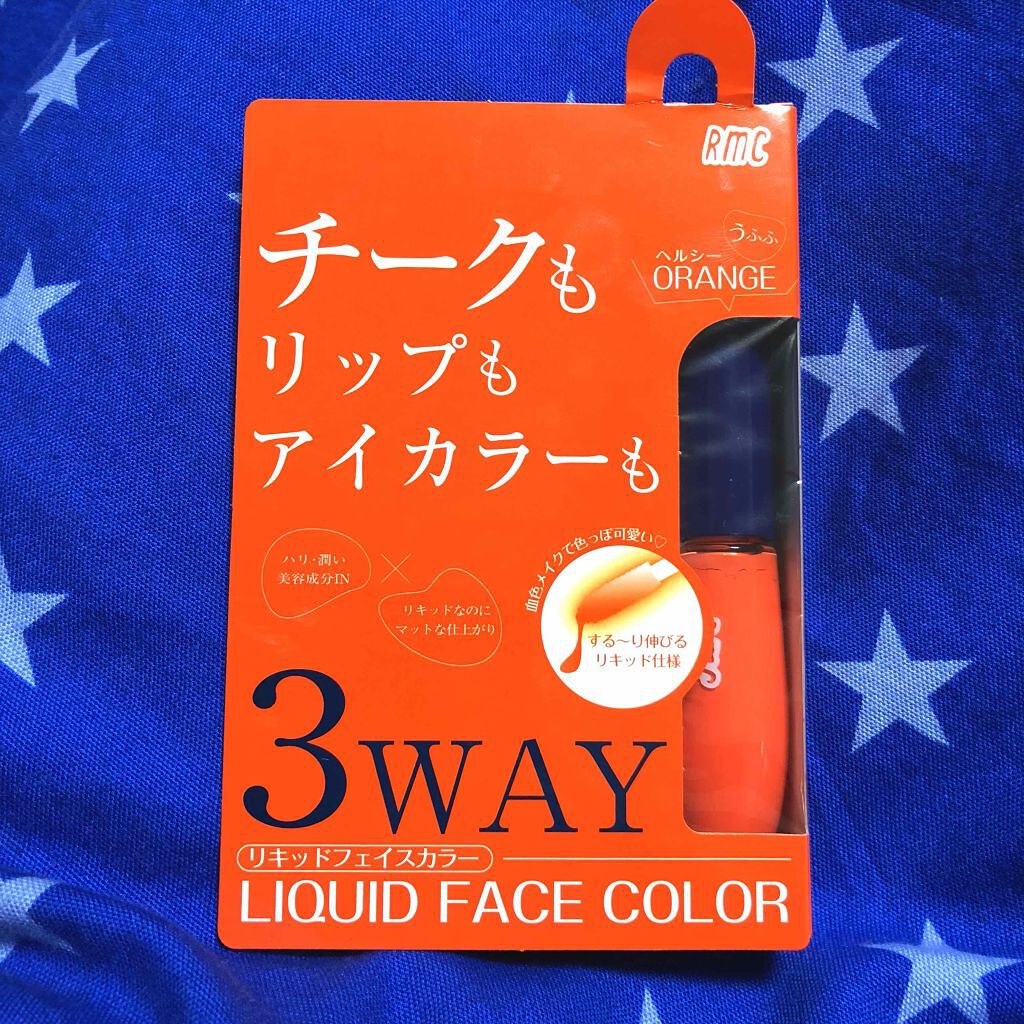 RMC
うふふ
ヘルシー
ORANGE
チークも
リップも
アイカラーも
ハリ・潤い
美容成分IN
×
リキッドなのに
マットな仕上がり
血色メイクで色っぽ可愛い♡
する～り伸びる
リキッド仕様
3WAY
リキッドフェイスカラー
LIQUID FACE COLOR